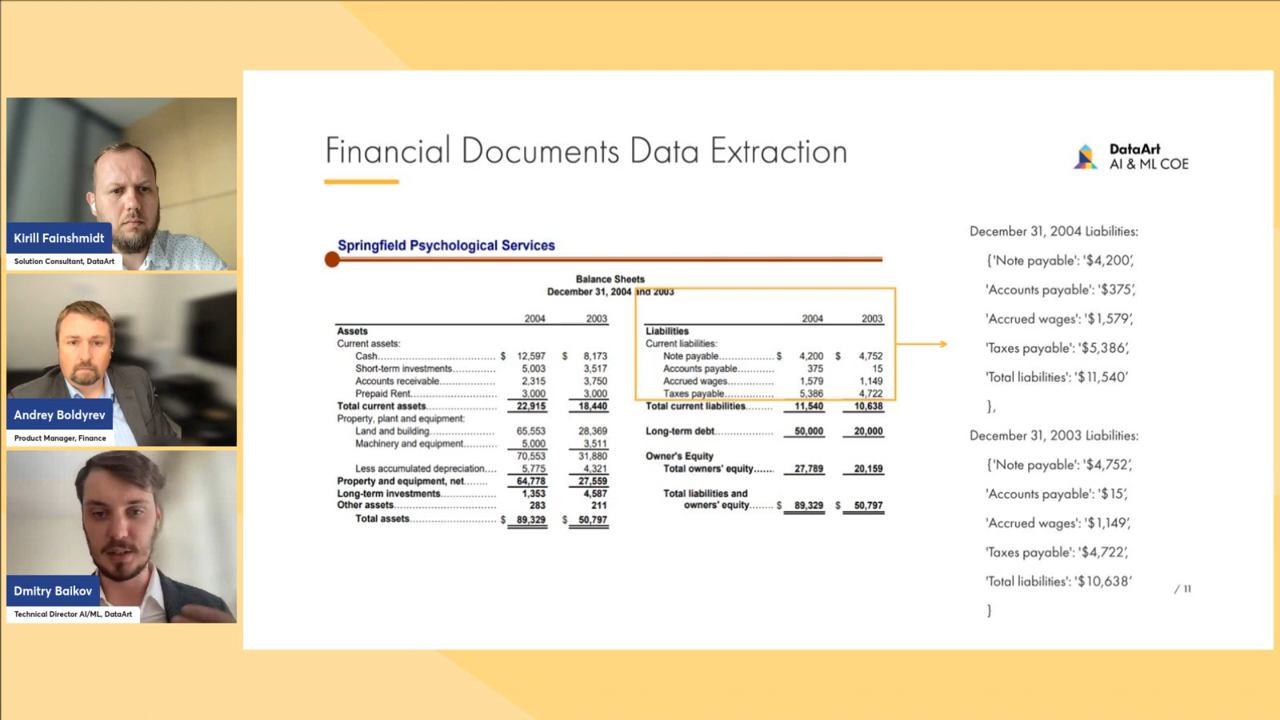 Kirill Fainshmidt
Solution Consultant, DataArt
Andrey Boldyrev
Product Manager, Finance
Dmitry Baikov
Technical Director AI/ML, DataArt
Financial Documents Data Extraction
DataArt
AI & ML COE
Springfield Psychological Services
Balance Sheets
December 31, 2004 and 2003
2004 2003
Assets
Current assets:
Cash $ 12,597 $ 8,173
Short-term investments 5,003 3,517
Accounts receivable 2,315 3,750
Prepaid Rent 3,000 3,000
Total current assets 22,915 18,440
Property, plant and equipment:
Land and building 65,553 28,369
Machinery and equipment 5,000 3,511
70,553 31,880
Less accumulated depreciation 5,775 4,321
Property and equipment, net 64,778 27,559
Long-term investments 1,353 4,587
Other assets 283 211
Total assets $ 89,329 $ 50,797
2004 2003
Liabilities
Current liabilities:
Note payable $ 4,200 $ 4,752
Accounts payable 375 15
Accrued wages 1,579 1,149
Taxes payable 5,386 4,722
Total current liabilities 11,540 10,638
Long-term debt 50,000 20,000
Owner's Equity
Total owners' equity 27,789 20,159
Total liabilities and
owners' equity $ 89,329 $ 50,797
December 31, 2004 Liabilities:
{'Note payable': '$4,200',
'Accounts payable': '$375',
'Accrued wages': '$1,579',
'Taxes payable': '$5,386',
'Total liabilities': '$11,540'
},
December 31, 2003 Liabilities:
{'Note payable': '$4,752',
'Accounts payable': '$15',
'Accrued wages': '$1,149',
'Taxes payable': '$4,722',
'Total liabilities': '$10,638'
}
/ 11